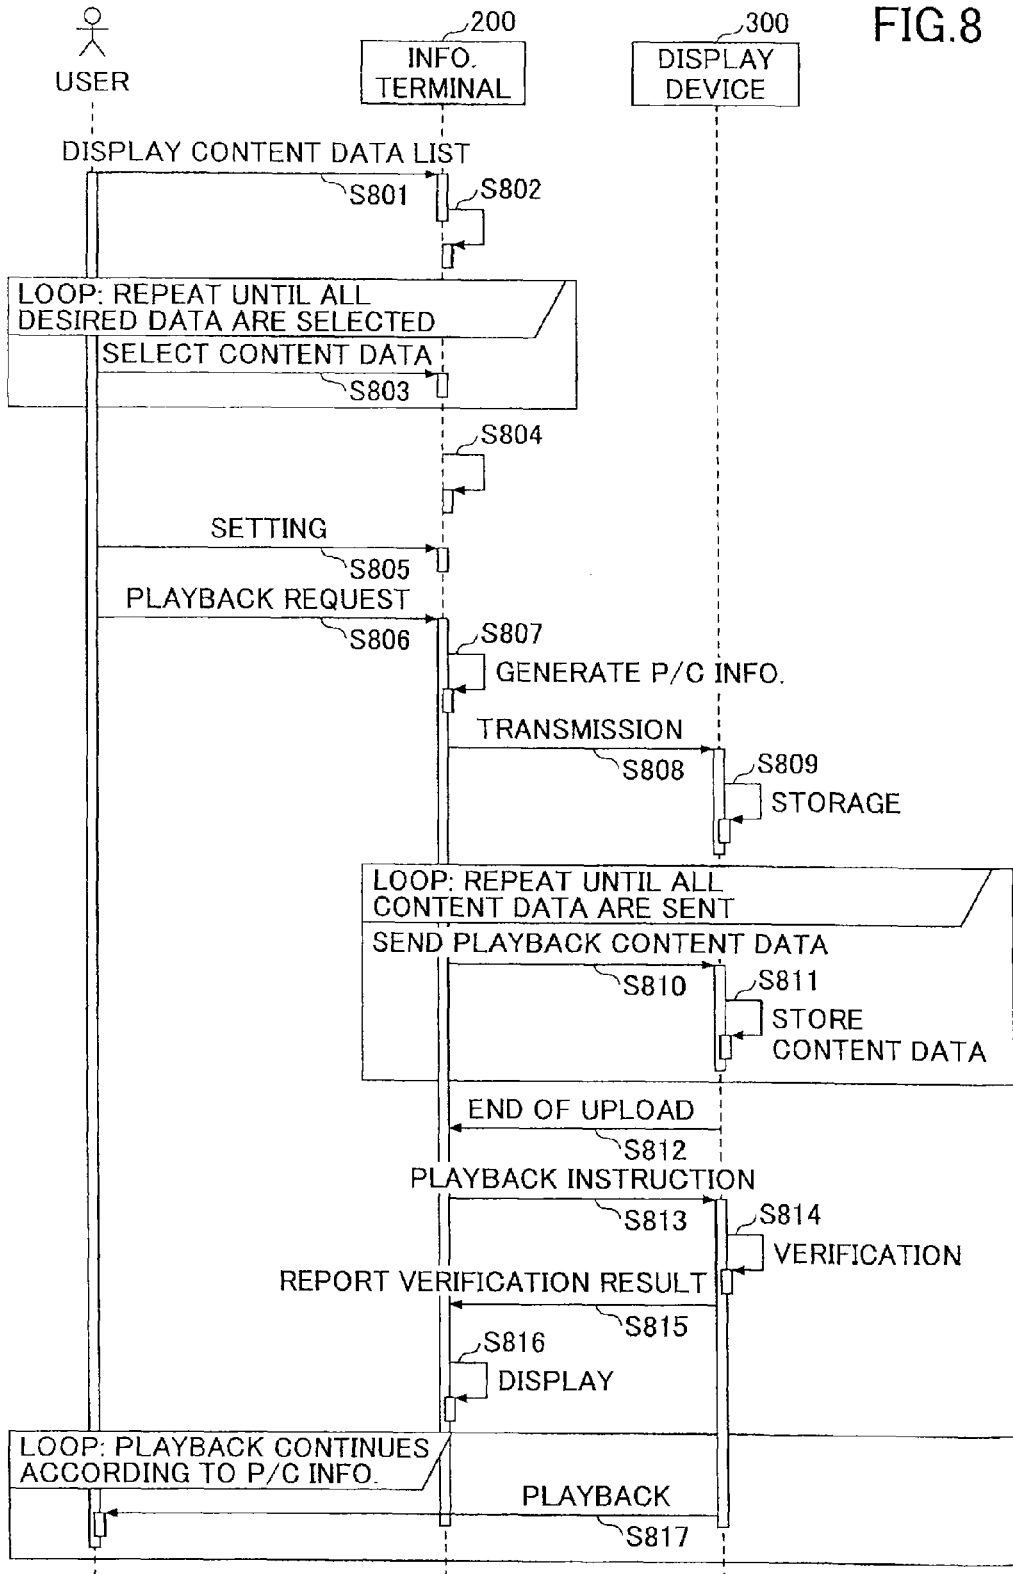 FIG.8
USER
200
INFO.
TERMINAL
300
DISPLAY
DEVICE
DISPLAY CONTENT DATA LIST
S801
S802
LOOP: REPEAT UNTIL ALL
DESIRED DATA ARE SELECTED
SELECT CONTENT DATA
S803
S804
SETTING
S805
PLAYBACK REQUEST
S806
S807
GENERATE P/C INFO.
TRANSMISSION
S808
S809
STORAGE
LOOP: REPEAT UNTIL ALL
CONTENT DATA ARE SENT
SEND PLAYBACK CONTENT DATA
S810
S811
STORE
CONTENT DATA
END OF UPLOAD
S812
PLAYBACK INSTRUCTION
S813
S814
VERIFICATION
REPORT VERIFICATION RESULT
S815
S816
DISPLAY
LOOP: PLAYBACK CONTINUES
ACCORDING TO P/C INFO.
PLAYBACK
S817